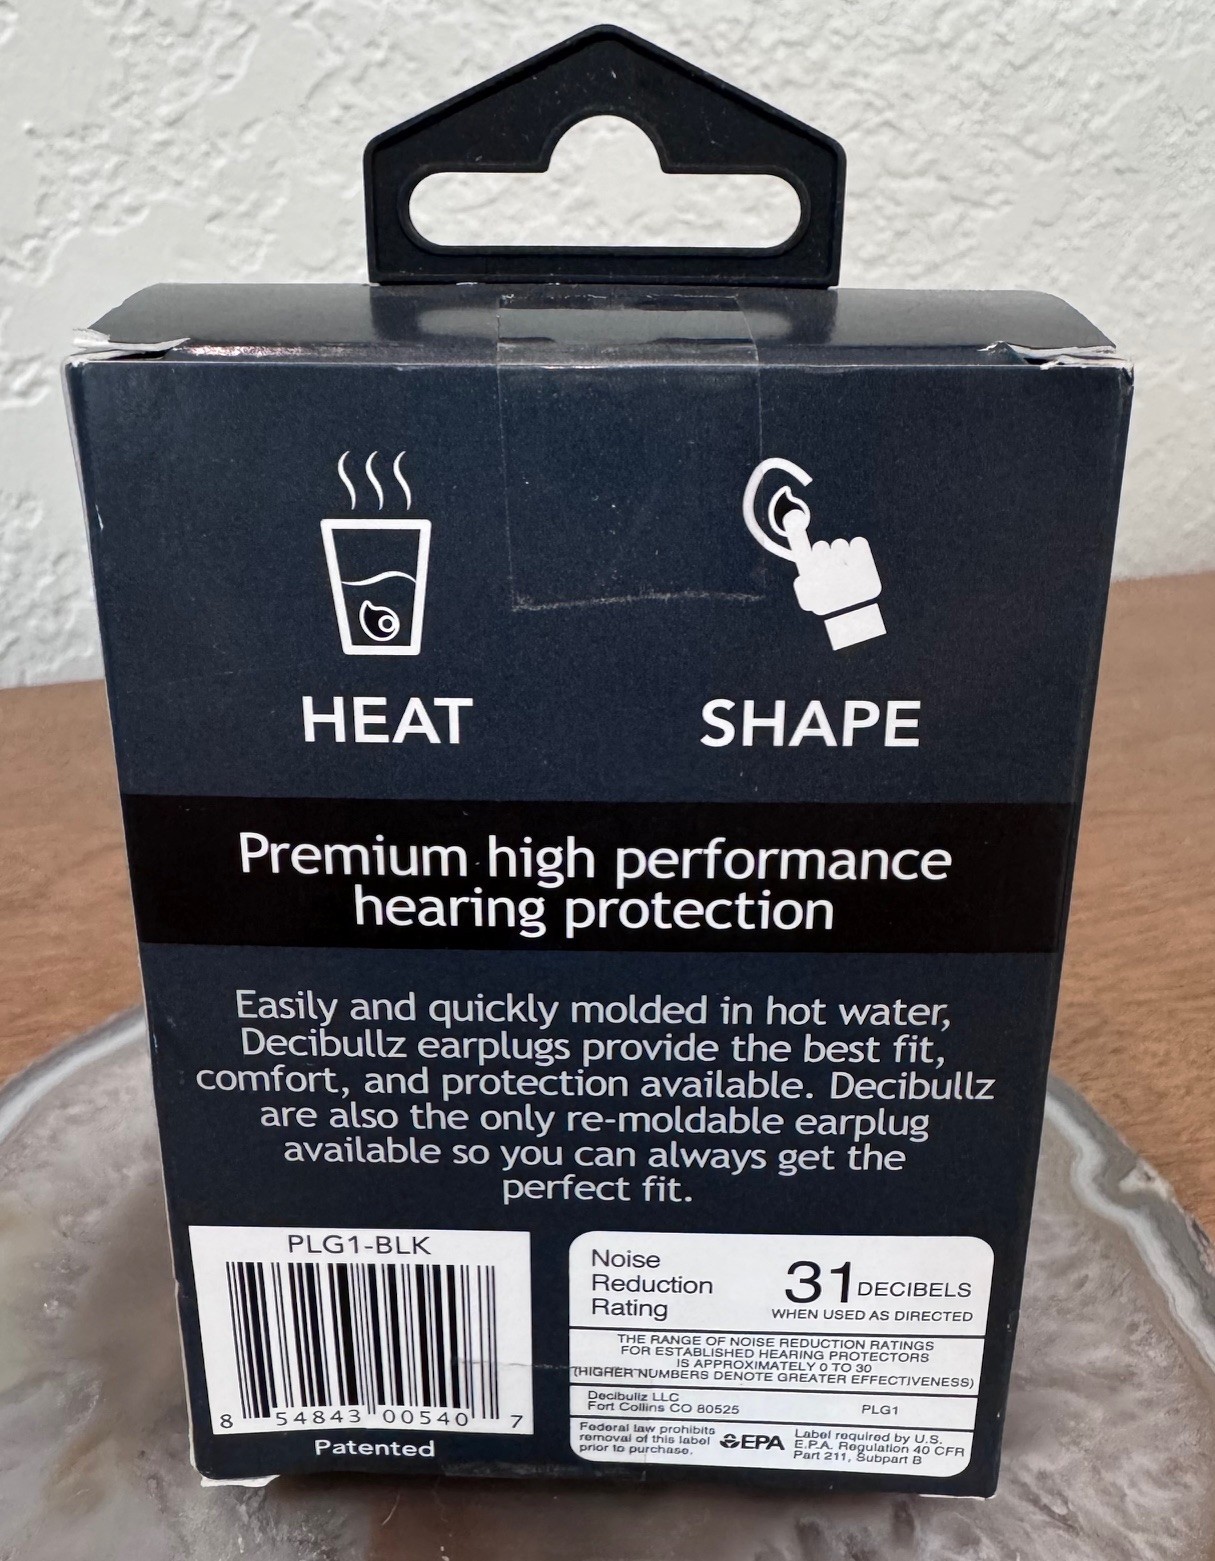 HEAT
SHAPE
Premium high performance
hearing protection
Easily and quickly molded in hot water,
Decibullz earplugs provide the best fit,
comfort, and protection available. Decibullz
are also the only re-moldable earplug
available so you can always get the
perfect fit.
PLG1-BLK
8 54843 00540 7
Patented
Noise
Reduction
Rating
31 DECIBELS
WHEN USED AS DIRECTED
THE RANGE OF NOISE REDUCTION RATINGS
FOR ESTABLISHED HEARING PROTECTORS
IS APPROXIMATELY 0 TO 30
(HIGHER NUMBERS DENOTE GREATER EFFECTIVENESS)
Decibullz LLC
Fort Collins CO 80525
PLG1
Federal law prohibits
removal of this label
prior to purchase.
EPA
Label required by U.S.
E.P.A. Regulation 40 CFR
Part 211, Subpart B